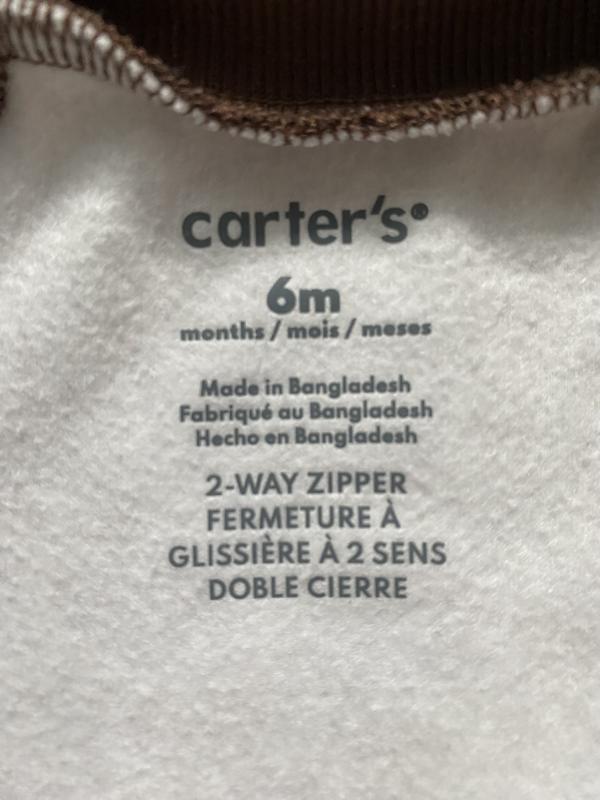 carter's®
6m
months / mois / meses
Made in Bangladesh
Fabriqué au Bangladesh
Hecho en Bangladesh
2-WAY ZIPPER
FERMETURE À
GLISSIÈRE À 2 SENS
DOBLE CIERRE